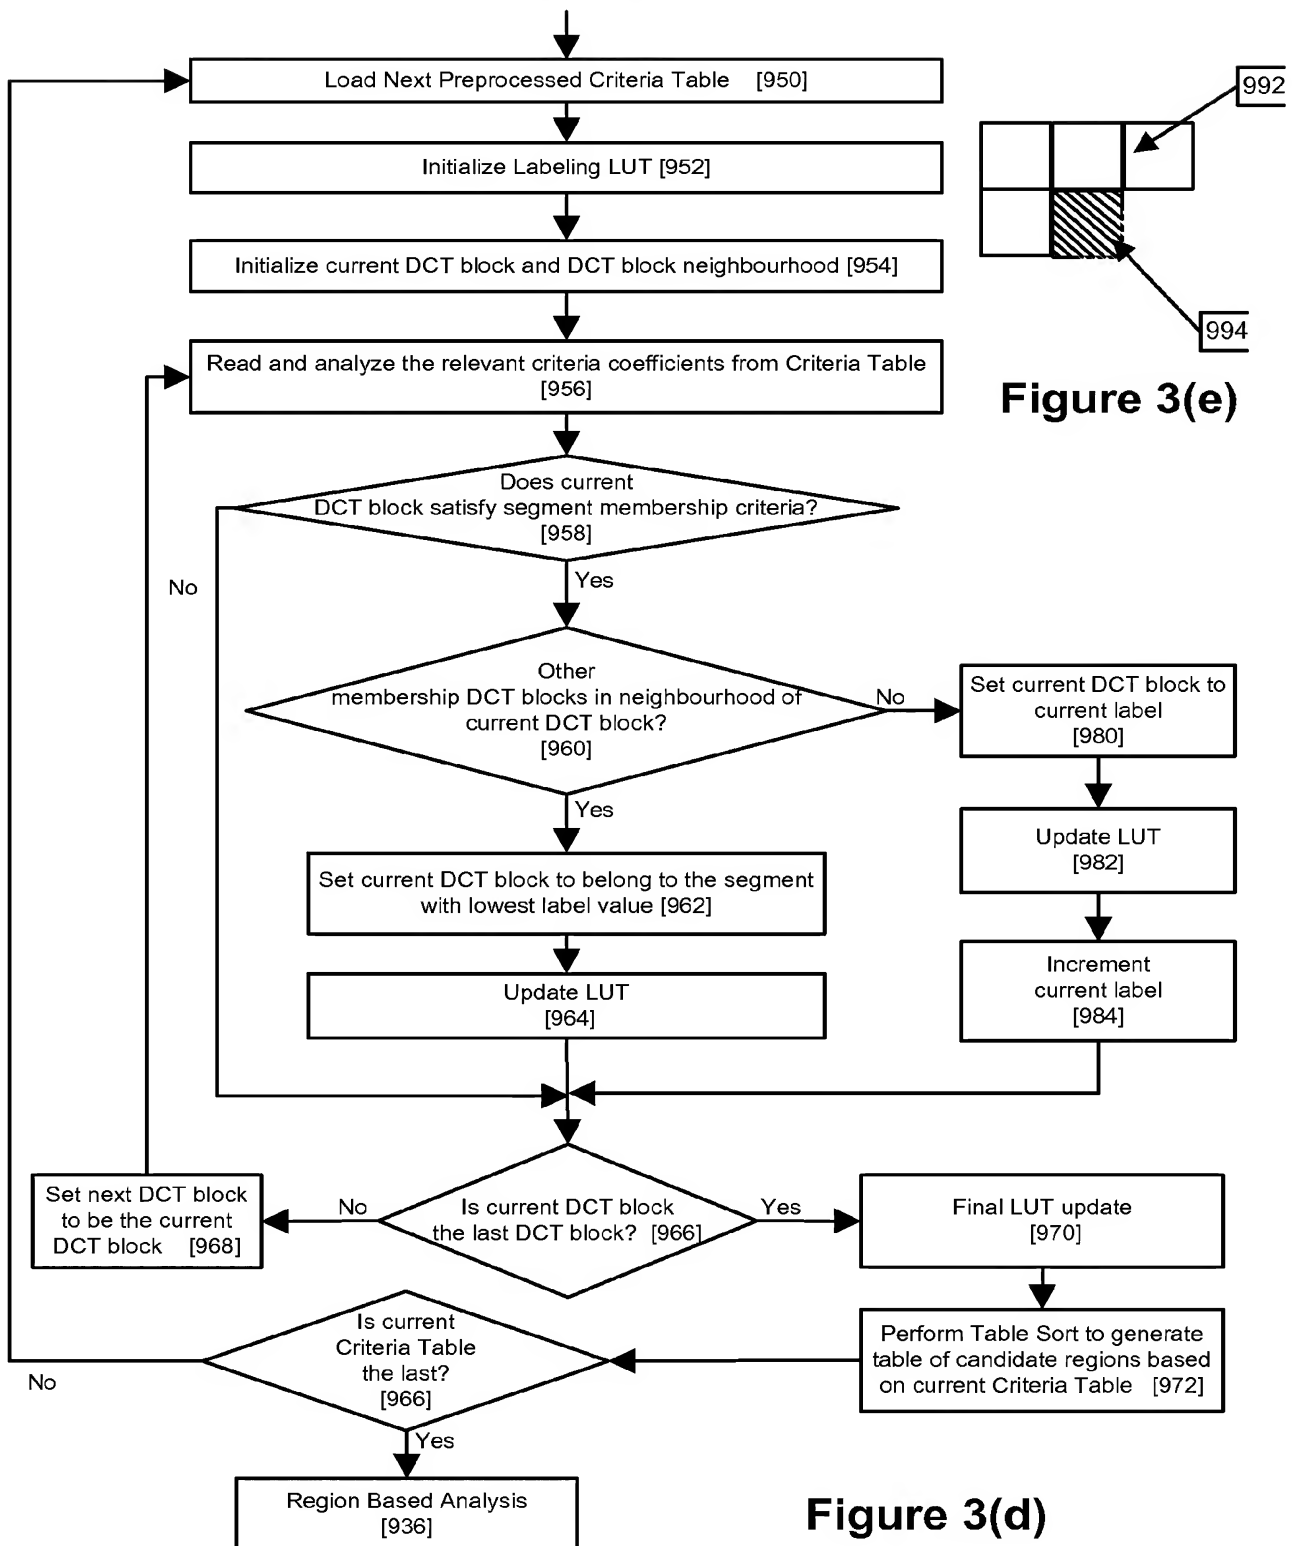 Load Next Preprocessed Criteria Table [950]
992
Initialize Labeling LUT [952]
Initialize current DCT block and DCT block neighbourhood [954]
994
Read and analyze the relevant criteria coefficients from Criteria Table
[956]
Figure 3(e)
Does current
DCT block satisfy segment membership criteria?
[958]
No
Yes
Other
membership DCT blocks in neighbourhood of
current DCT block?
[960]
No
Set current DCT block to
current label
[980]
Yes
Update LUT
[982]
Set current DCT block to belong to the segment
with lowest label value [962]
Increment
current label
[984]
Update LUT
[964]
Set next DCT block
to be the current
DCT block [968]
No
Is current DCT block
the last DCT block? [966]
Yes
Final LUT update
[970]
Is current
Criteria Table
the last?
[966]
Perform Table Sort to generate
table of candidate regions based
on current Criteria Table [972]
No
Yes
Region Based Analysis
[936]
Figure 3(d)